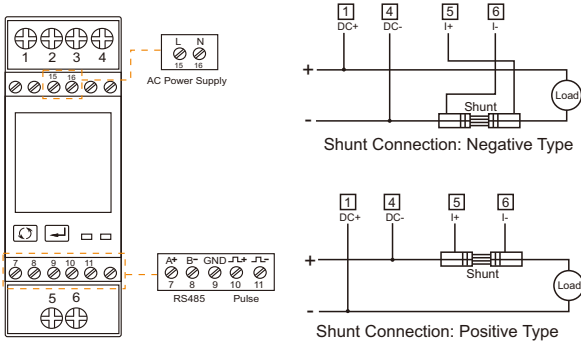 1 2 3 4
15 16
7 8 9 10 11
5 6
L N
15 16
AC Power Supply
A+ B- GND ⎍+ ⎍-
7 8 9 10 11
RS485 Pulse
1 4 5 6
DC+ DC- I+ I-
+
Load
Shunt
-
Shunt Connection: Negative Type
1 4 5 6
DC+ DC- I+ I-
+
Shunt
Load
-
Shunt Connection: Positive Type